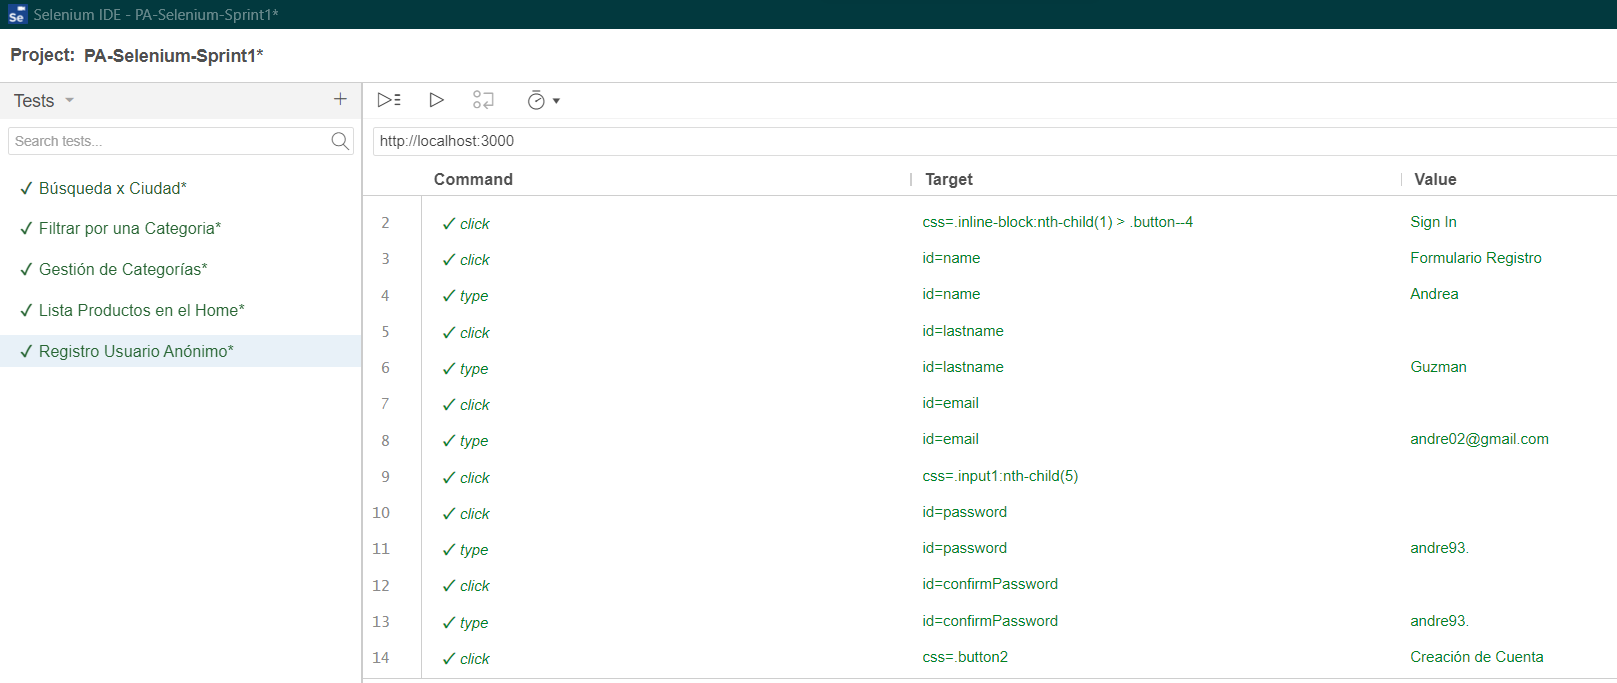 Se Selenium IDE - PA-Selenium-Sprint1*
Project: PA-Selenium-Sprint1*
Tests
Search tests...
http://localhost:3000
✓ Búsqueda x Ciudad*
✓ Filtrar por una Categoria*
✓ Gestión de Categorías*
✓ Lista Productos en el Home*
✓ Registro Usuario Anónimo*
Command Target Value
2 ✓ click css=.inline-block:nth-child(1) > .button--4 Sign In
3 ✓ click id=name Formulario Registro
4 ✓ type id=name Andrea
5 ✓ click id=lastname
6 ✓ type id=lastname Guzman
7 ✓ click id=email
8 ✓ type id=email andre02@gmail.com
9 ✓ click css=.input1:nth-child(5)
10 ✓ click id=password
11 ✓ type id=password andre93.
12 ✓ click id=confirmPassword
13 ✓ type id=confirmPassword andre93.
14 ✓ click css=.button2 Creación de Cuenta